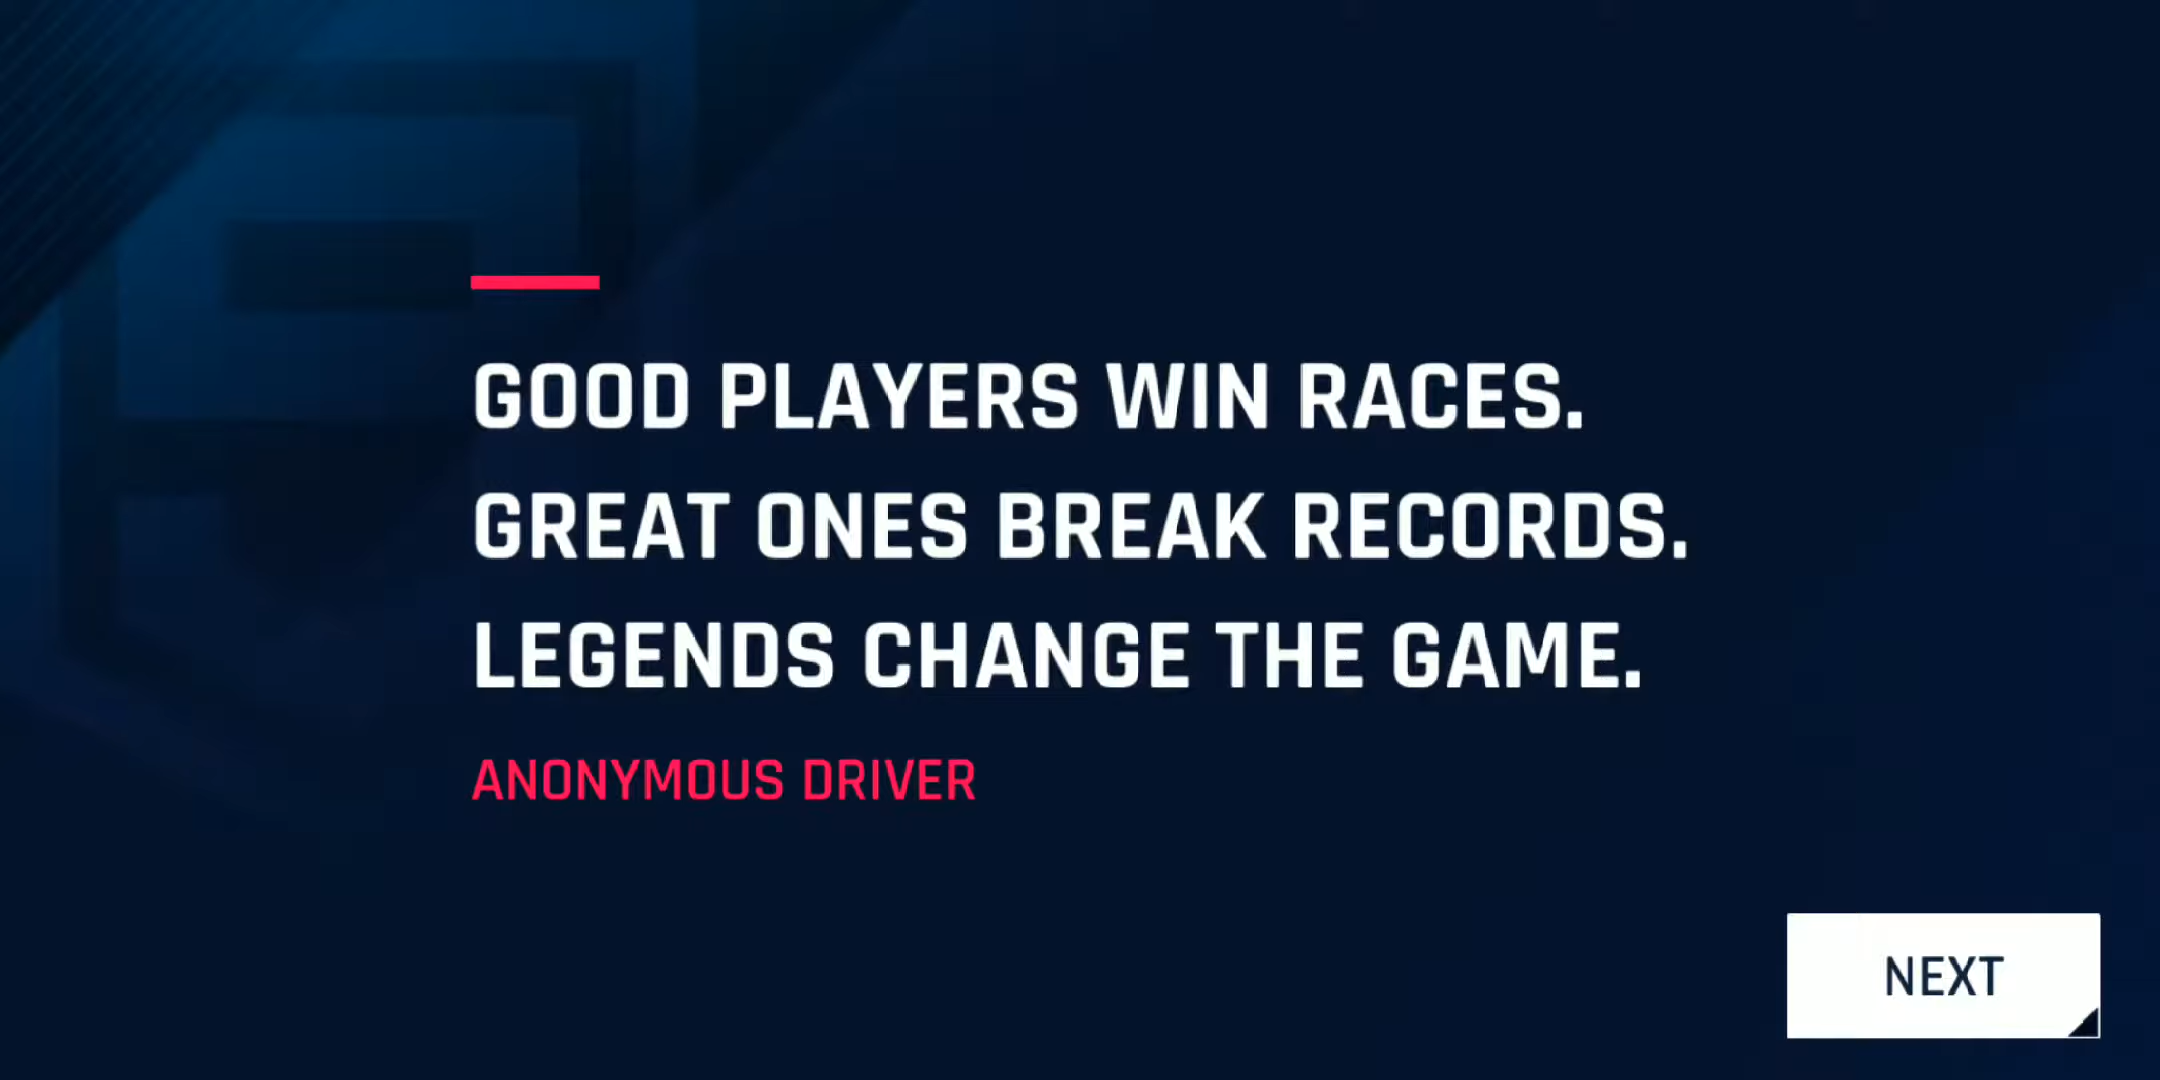 GOOD PLAYERS WIN RACES.
GREAT ONES BREAK RECORDS.
LEGENDS CHANGE THE GAME.
ANONYMOUS DRIVER
NEXT